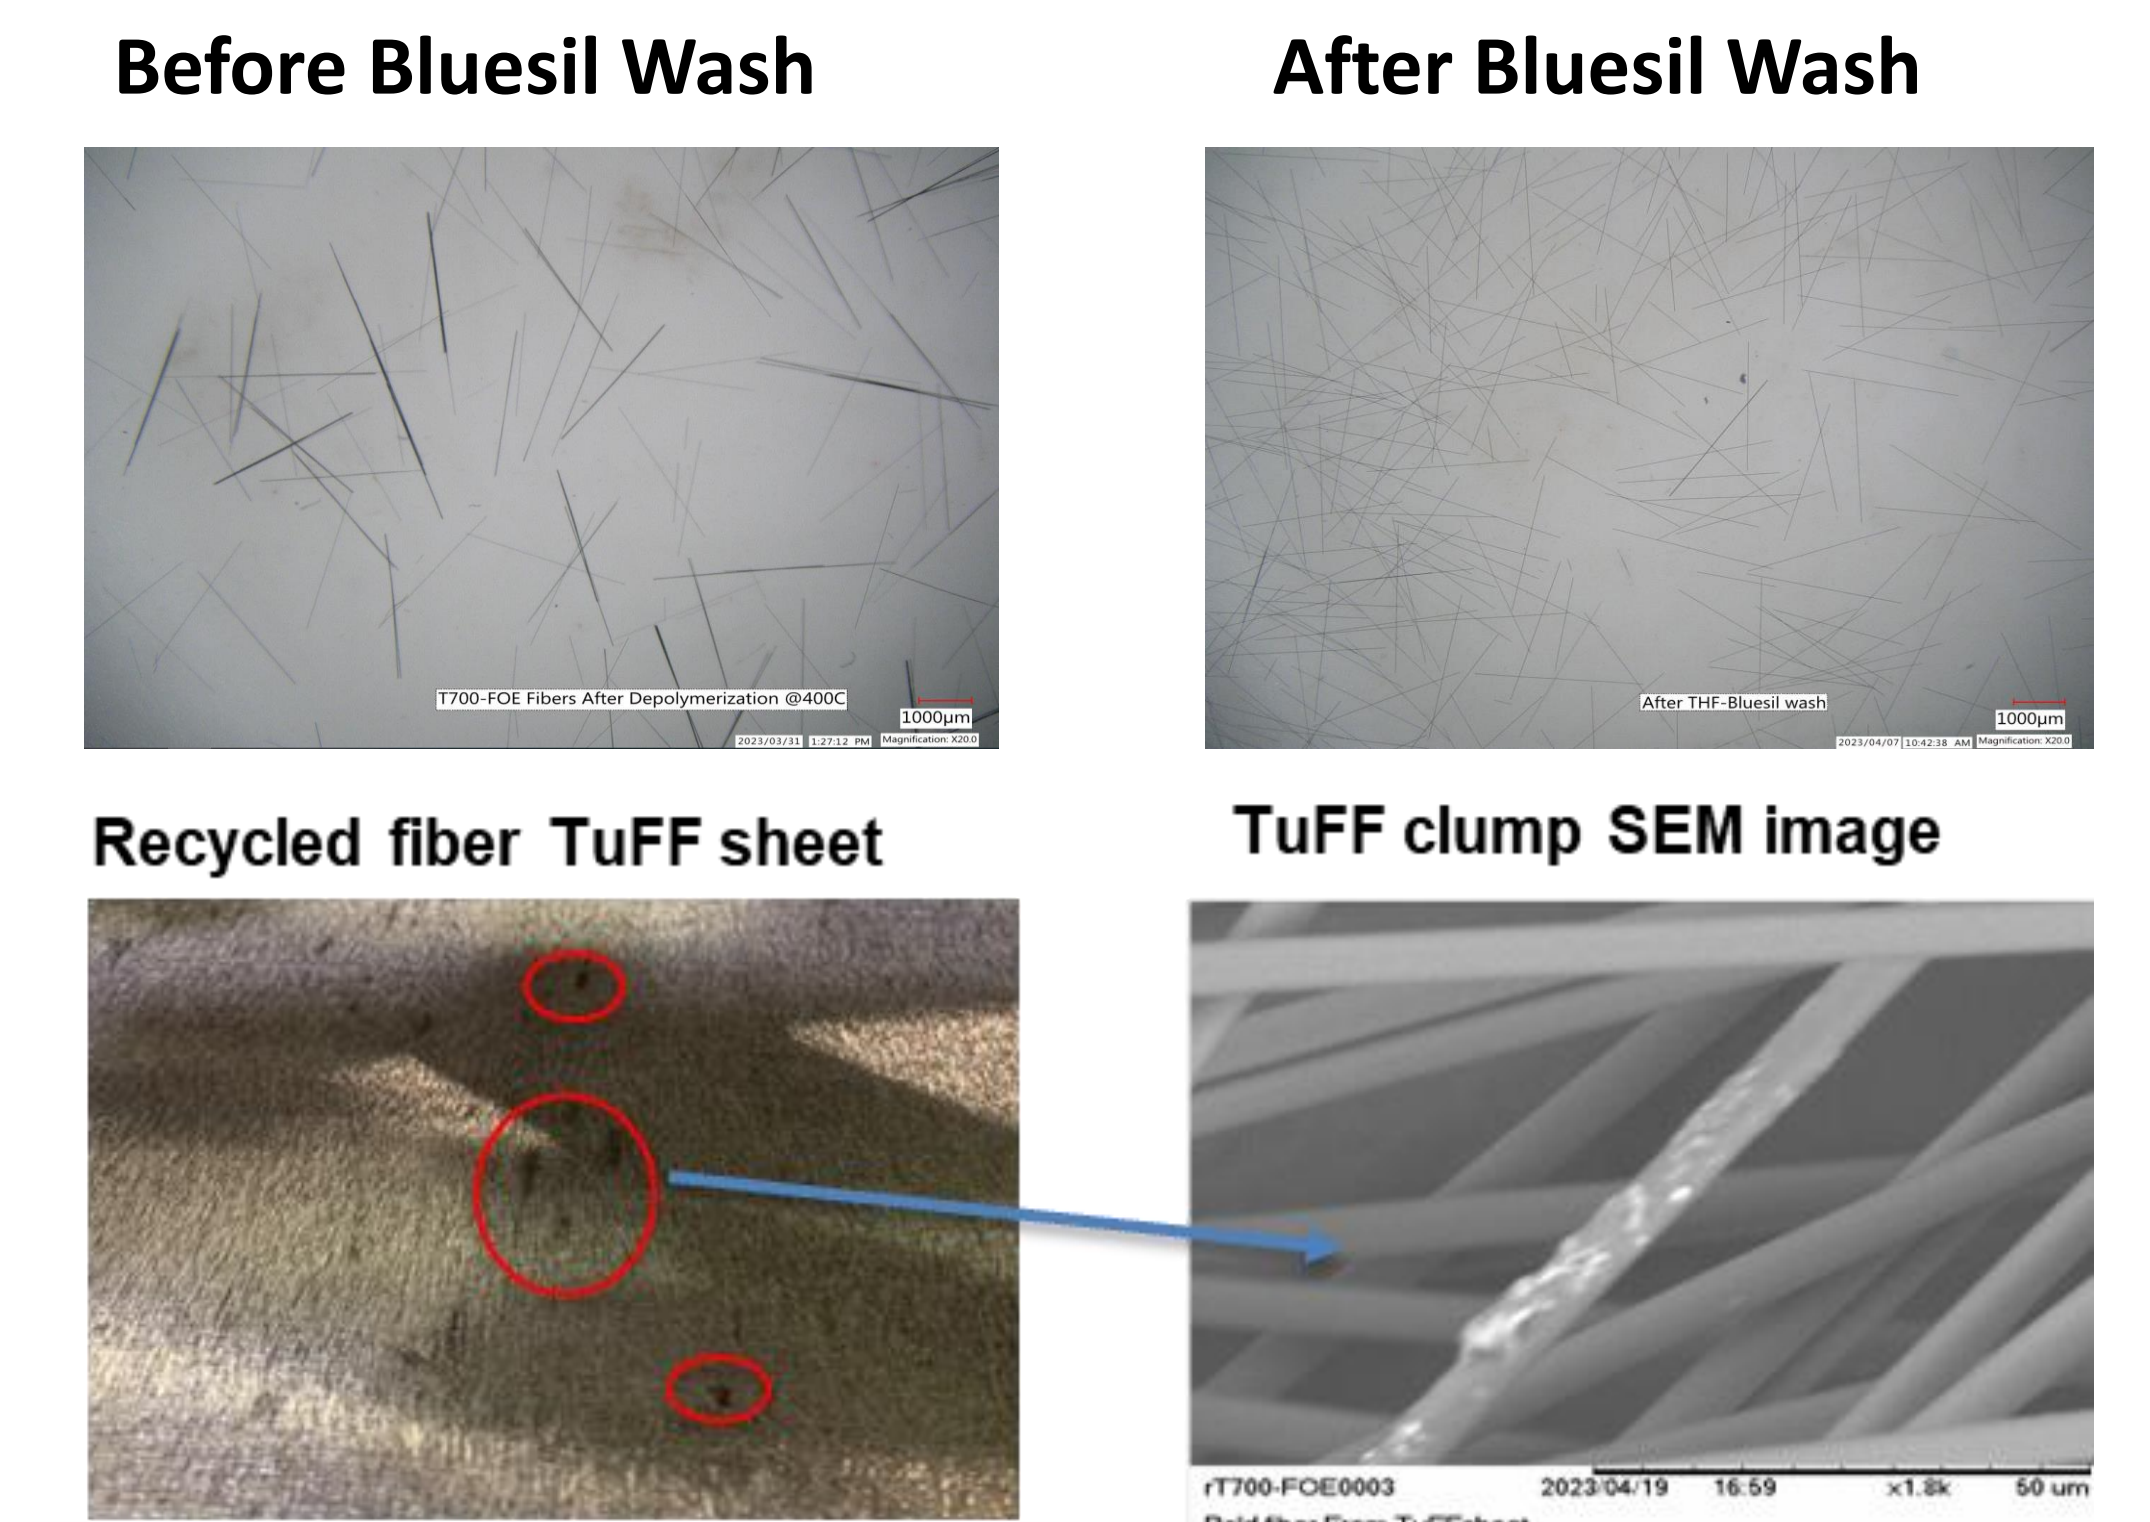 Before Bluesil Wash
After Bluesil Wash
T700-FOE Fibers After Depolymerization @400C
1000µm
2023/03/31 1:27:12 PM Magnification: X20.0
After THF-Bluesil wash
1000µm
2023/04/07 10:42:38 AM Magnification: X20.0
Recycled fiber TuFF sheet
TuFF clump SEM image
rT700-FOE0003 2023/04/19 16:59 x1.8k 50 um